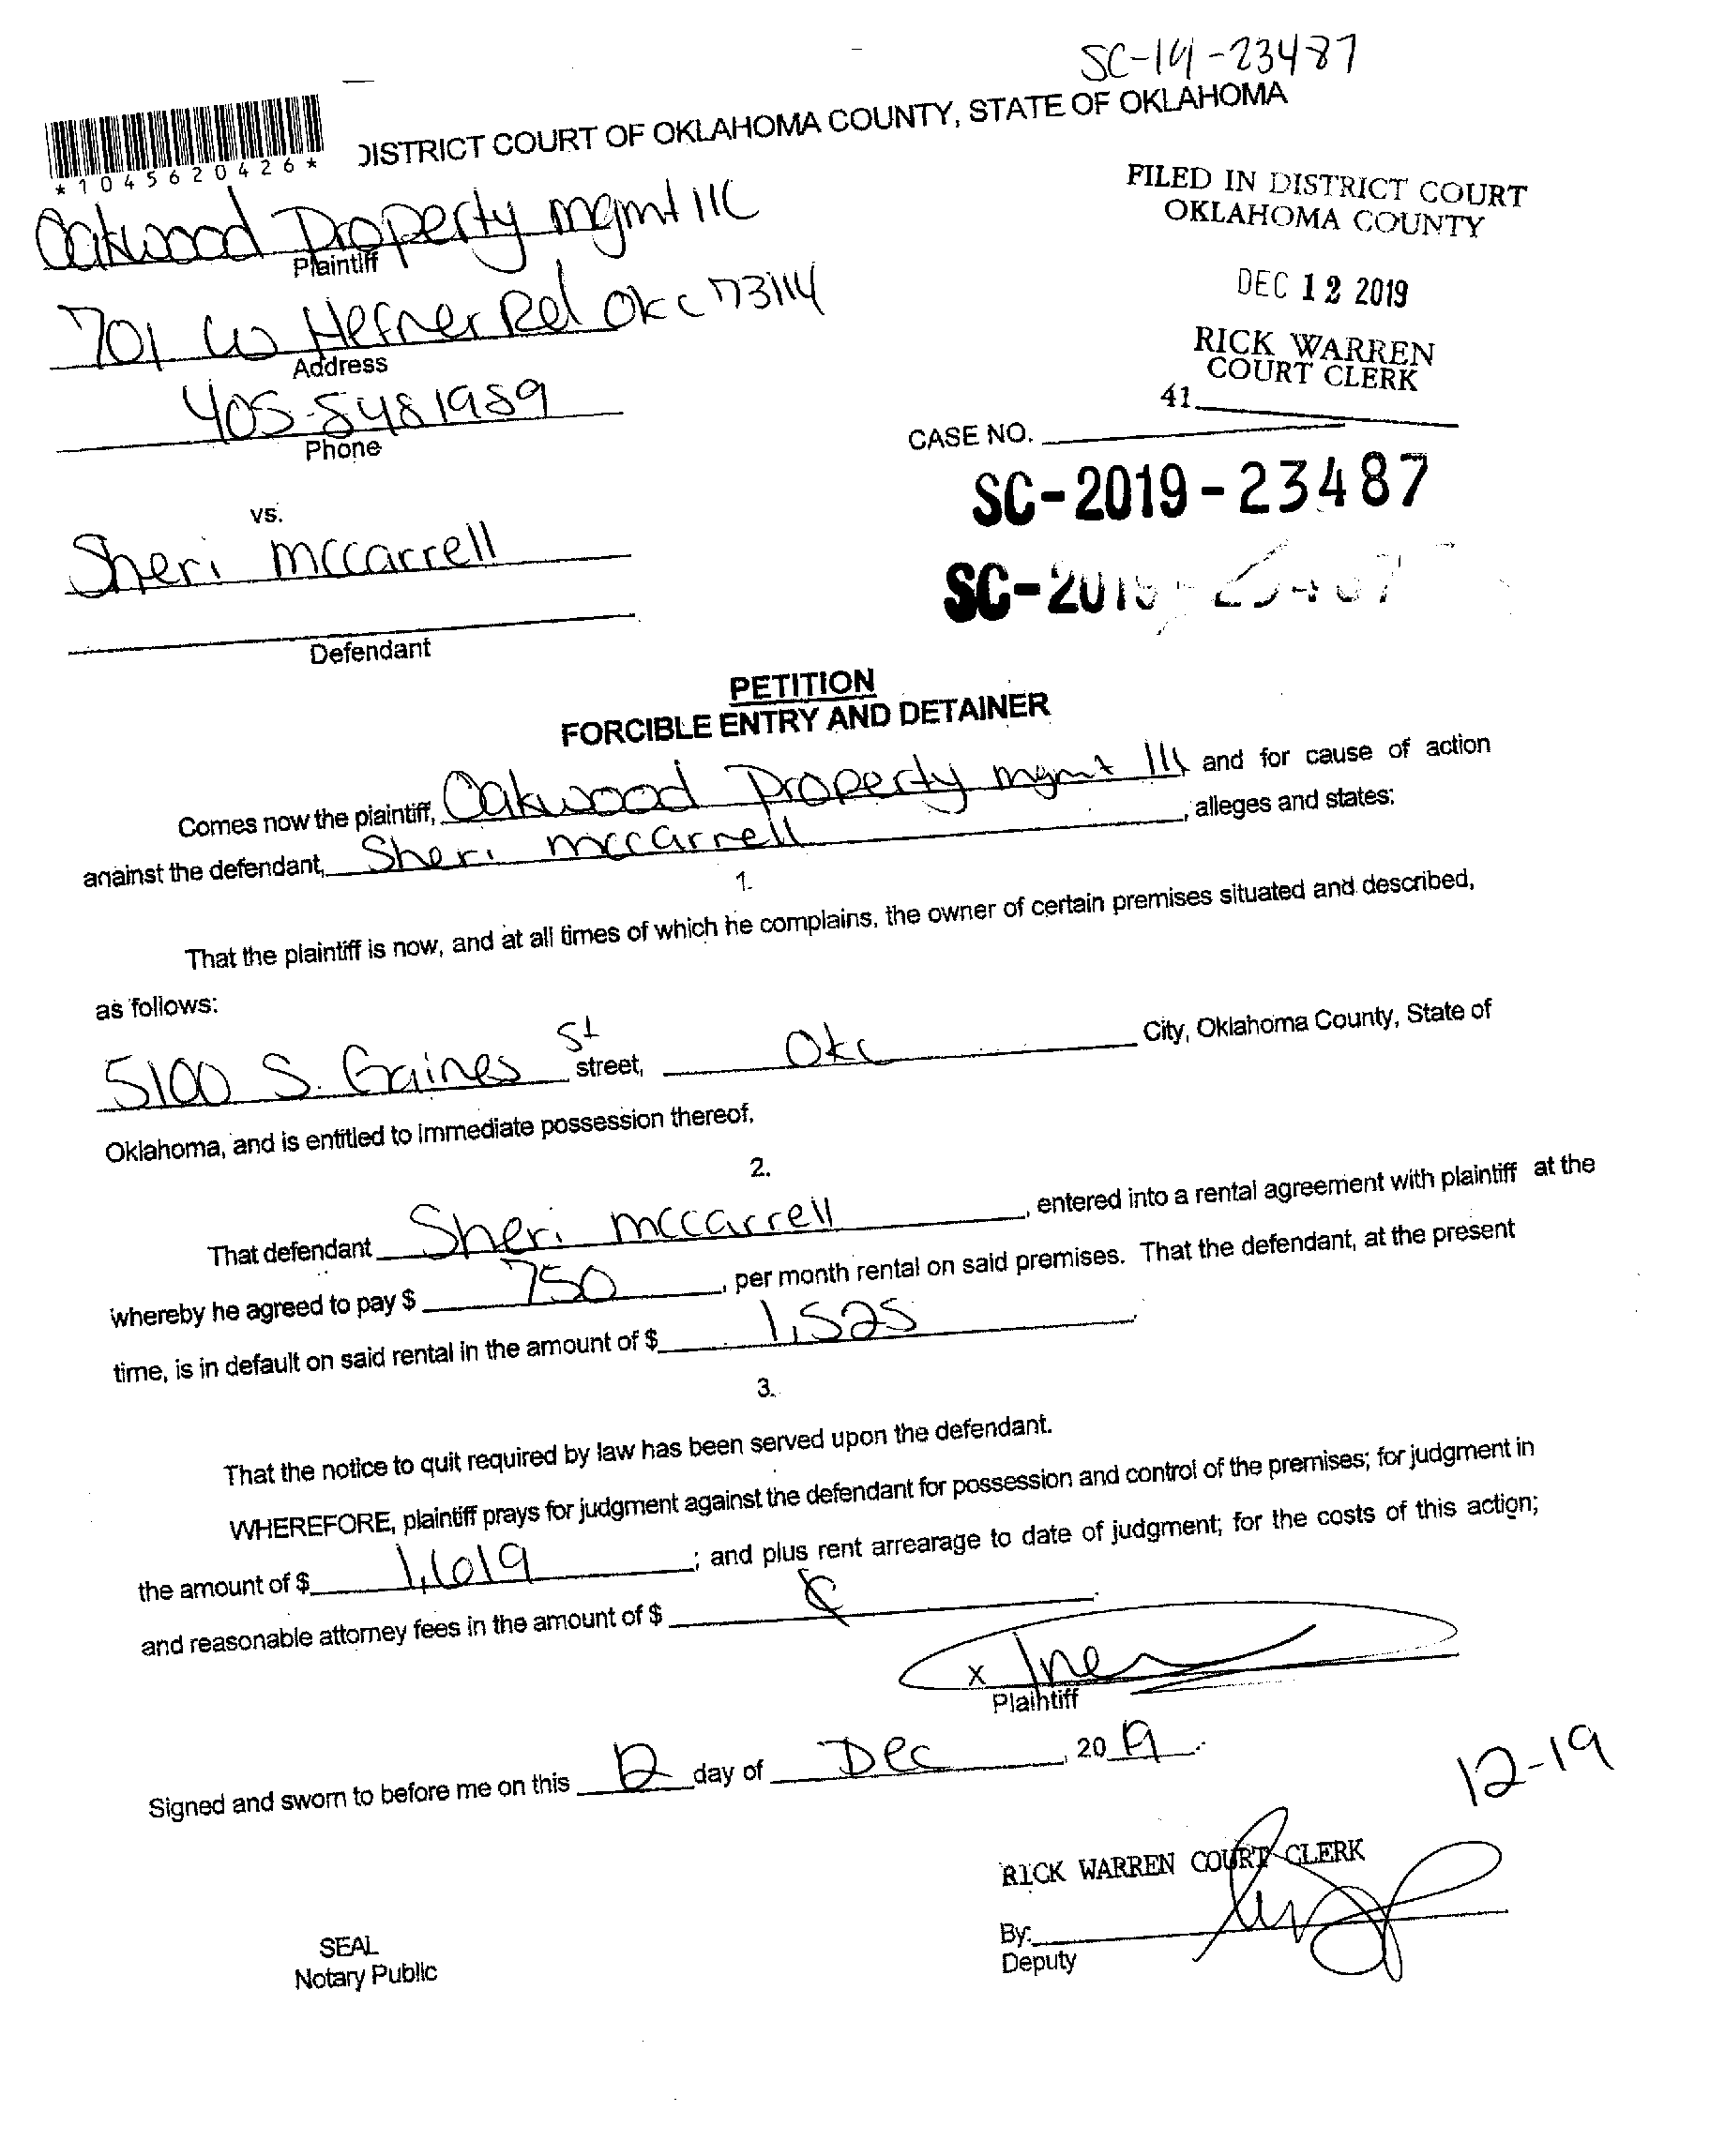 SC-19-23487
*1045620426*
DISTRICT COURT OF OKLAHOMA COUNTY, STATE OF OKLAHOMA
Oakwood Property mgmt llc
Plaintiff
701 W Hefner Rd Okc 73114
Address
405-8481989
Phone
FILED IN DISTRICT COURT
OKLAHOMA COUNTY
DEC 12 2019
RICK WARREN
COURT CLERK
41
CASE NO.
SC-2019-23487
SC-2019-23487
vs.
Sheri mccarrell
Defendant
PETITION
FORCIBLE ENTRY AND DETAINER
Comes now the plaintiff, Oakwood Property mgmt llc and for cause of action
against the defendant, Sheri mccarrell, alleges and states:
1.
That the plaintiff is now, and at all times of which he complains, the owner of certain premises situated and described,
as follows:
5100 S. Gaines St street, Okc City, Oklahoma County, State of
Oklahoma, and is entitled to immediate possession thereof.
2.
That defendant Sheri mccarrell, entered into a rental agreement with plaintiff at the
whereby he agreed to pay $ 750, per month rental on said premises. That the defendant, at the present
time, is in default on said rental in the amount of $ 1,525.
3.
That the notice to quit required by law has been served upon the defendant.
WHEREFORE, plaintiff prays for judgment against the defendant for possession and control of the premises; for judgment in
the amount of $ 1,619; and plus rent arrearage to date of judgment; for the costs of this action;
and reasonable attorney fees in the amount of $
x
Plaintiff
Signed and sworn to before me on this 12 day of Dec, 2019.
12-19
RICK WARREN COURT CLERK
By:
Deputy
SEAL
Notary Public